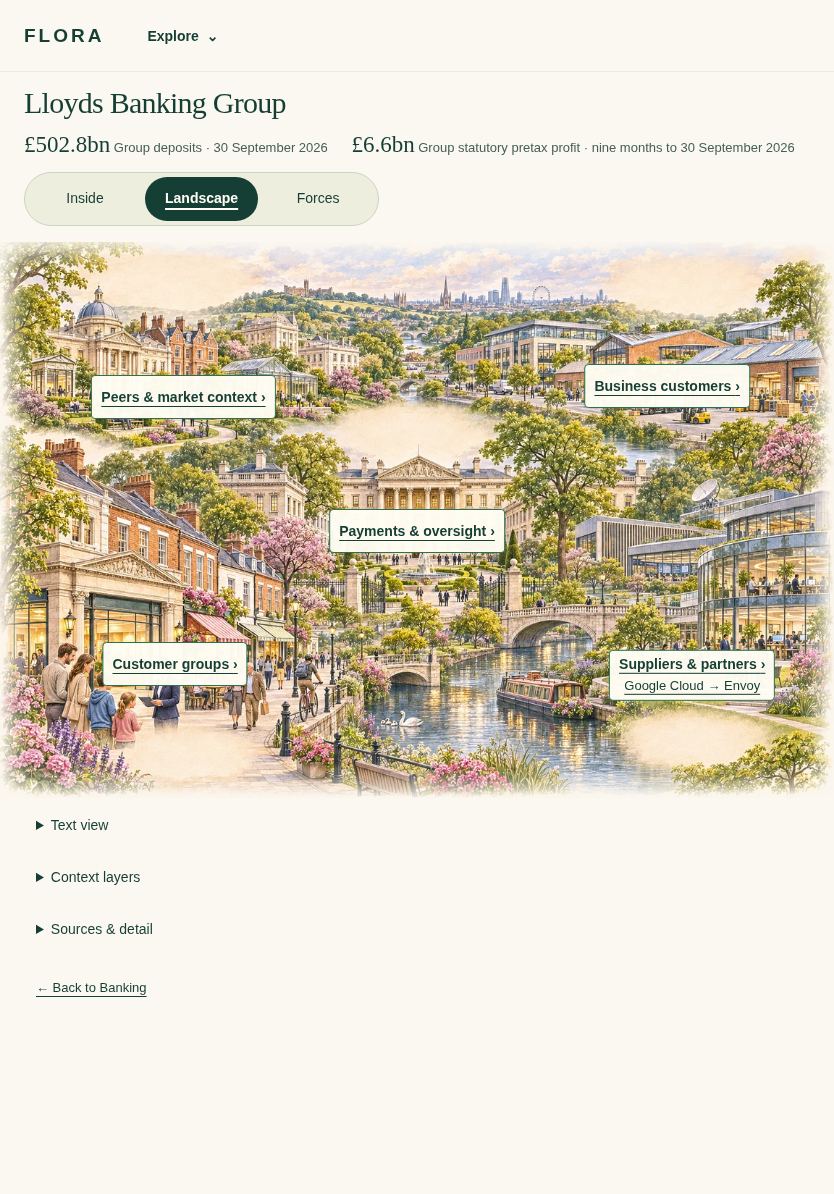 FLORA
Explore ⌄
Lloyds Banking Group
£502.8bn Group deposits · 30 September 2026
£6.6bn Group statutory pretax profit · nine months to 30 September 2026
Inside
Landscape
Forces
Peers & market context ›
Business customers ›
Payments & oversight ›
Customer groups ›
Suppliers & partners ›
Google Cloud → Envoy
▶ Text view
▶ Context layers
▶ Sources & detail
← Back to Banking